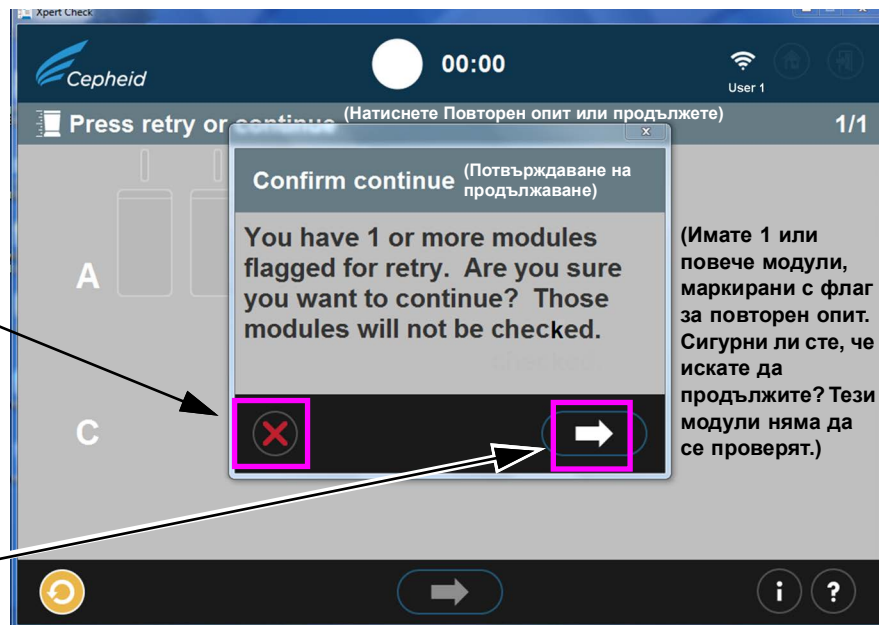 Xpert Check
Cepheid
00:00
User 1
Press retry or continue (Натиснете Повторен опит или продължете)
1/1
x
Confirm continue (Потвърждаване на
продължаване)
You have 1 or more modules
flagged for retry. Are you sure
you want to continue? Those
modules will not be checked.
(Имате 1 или
повече модули,
маркирани с флаг
за повторен опит.
Сигурни ли сте, че
искате да
продължите? Тези
модули няма да
се проверят.)
A
C
i
?